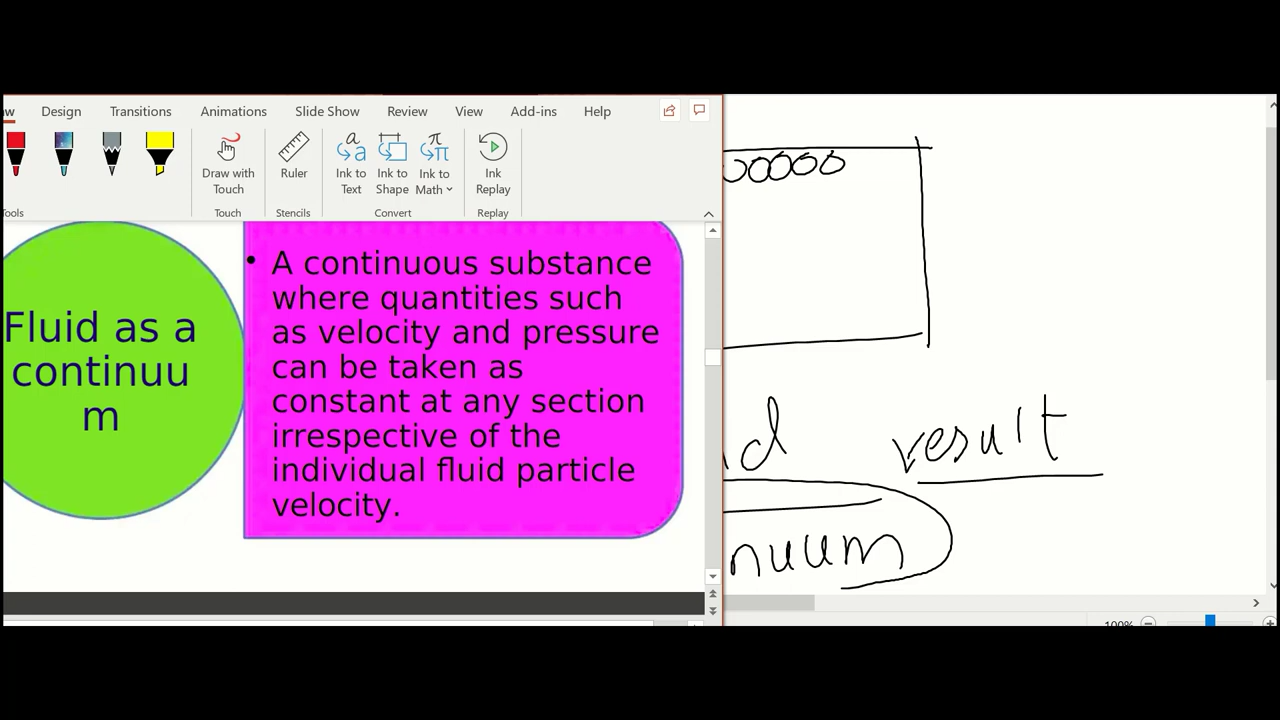 Design Transitions Animations Slide Show Review View Add-ins Help
Draw with Touch
Ruler
Ink to Text
Ink to Shape
Ink to Math
Ink Replay
Touch Stencils Convert Replay
Fluid as a
continuu
m
• A continuous substance
where quantities such
as velocity and pressure
can be taken as
constant at any section
irrespective of the
individual fluid particle
velocity.
result
nuum
100%